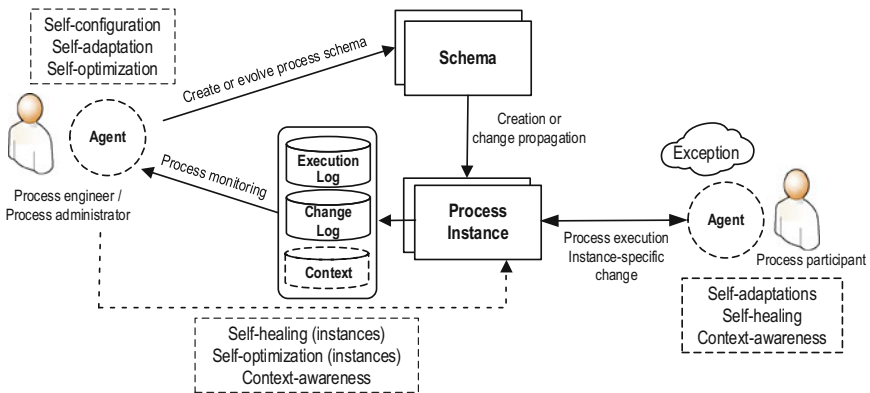 Self-configuration
Self-adaptation
Self-optimization
Create or evolve process schema
Schema
Agent
Process engineer /
Process administrator
Process monitoring
Execution
Log
Change
Log
Context
Creation or
change propagation
Process
Instance
Process execution
Instance-specific
change
Exception
Agent
Process participant
Self-adaptations
Self-healing
Context-awareness
Self-healing (instances)
Self-optimization (instances)
Context-awareness